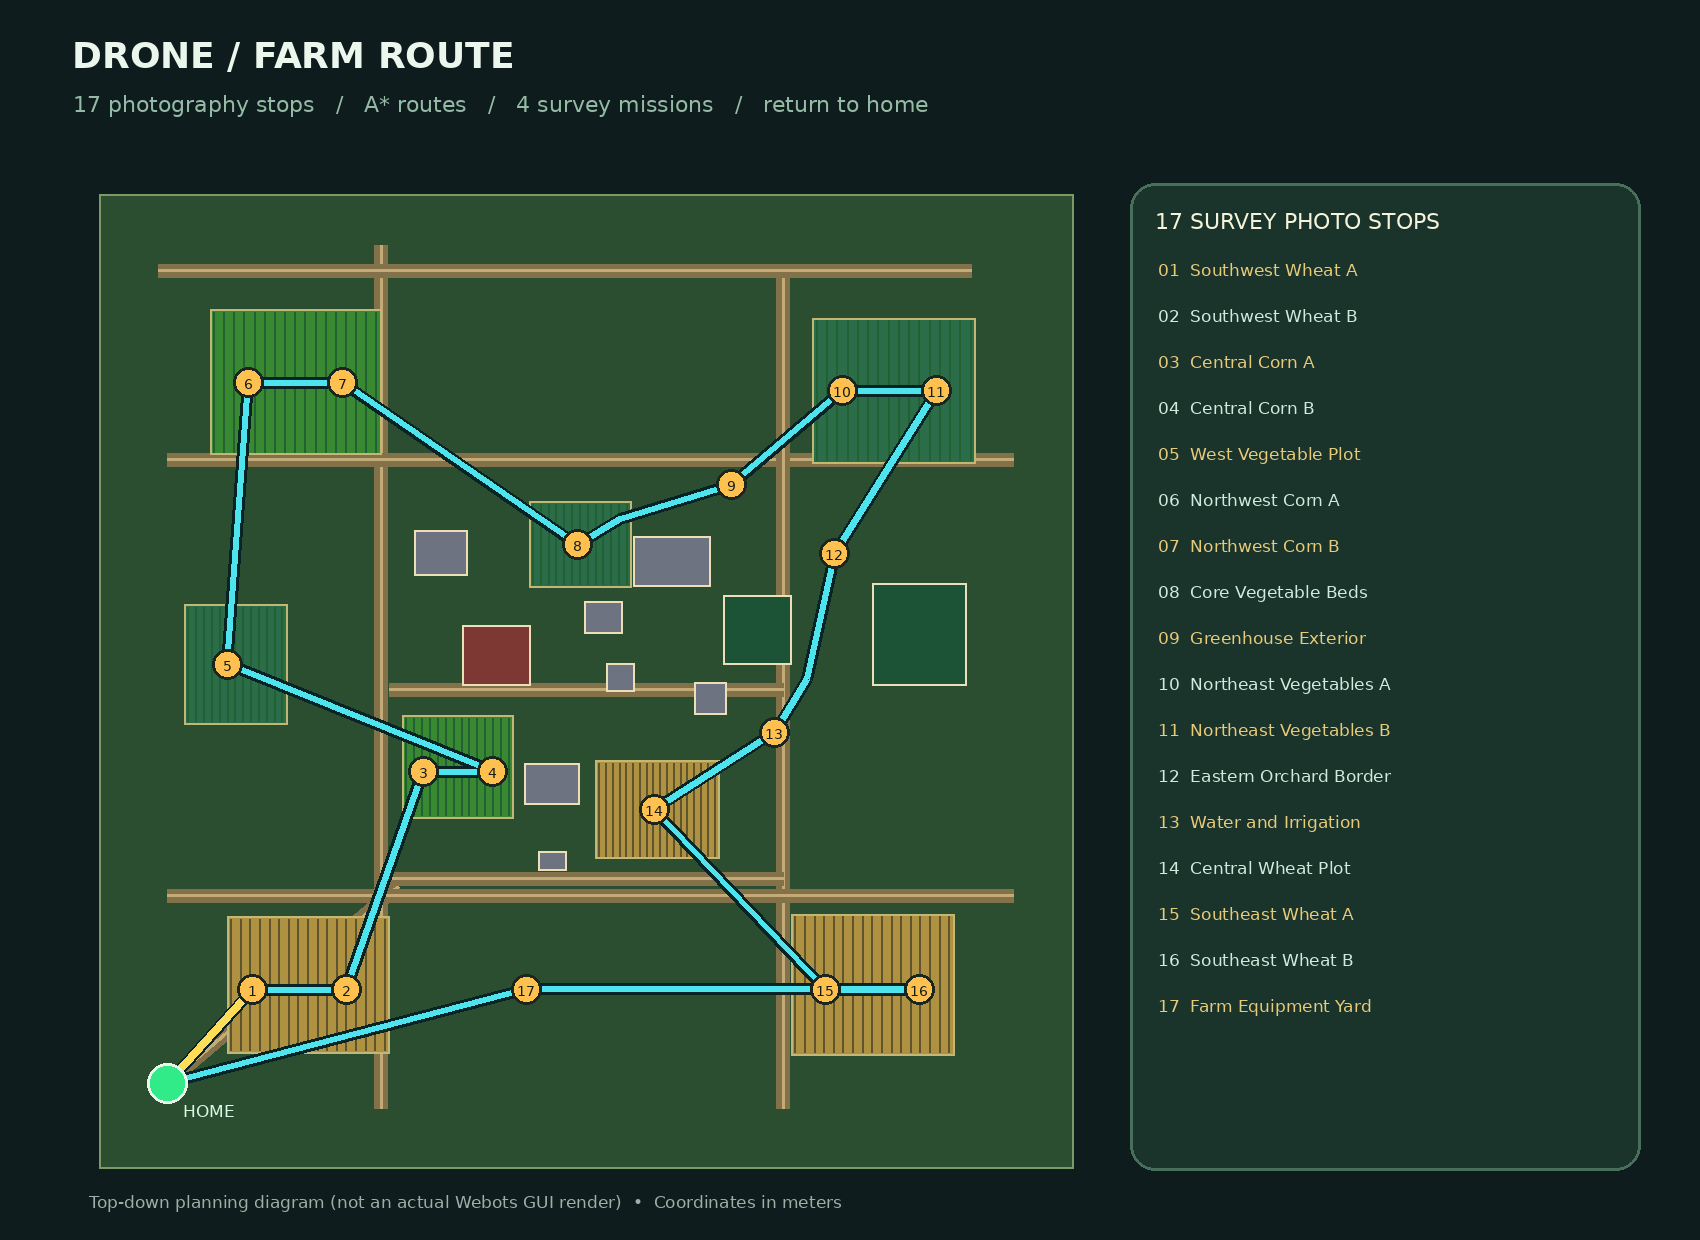 DRONE / FARM ROUTE
17 photography stops / A* routes / 4 survey missions / return to home
17 SURVEY PHOTO STOPS
01 Southwest Wheat A
02 Southwest Wheat B
03 Central Corn A
04 Central Corn B
05 West Vegetable Plot
06 Northwest Corn A
07 Northwest Corn B
08 Core Vegetable Beds
09 Greenhouse Exterior
10 Northeast Vegetables A
11 Northeast Vegetables B
12 Eastern Orchard Border
13 Water and Irrigation
14 Central Wheat Plot
15 Southeast Wheat A
16 Southeast Wheat B
17 Farm Equipment Yard
6
7
10
11
9
8
12
5
13
3
4
14
1
2
17
15
16
HOME
Top-down planning diagram (not an actual Webots GUI render) • Coordinates in meters